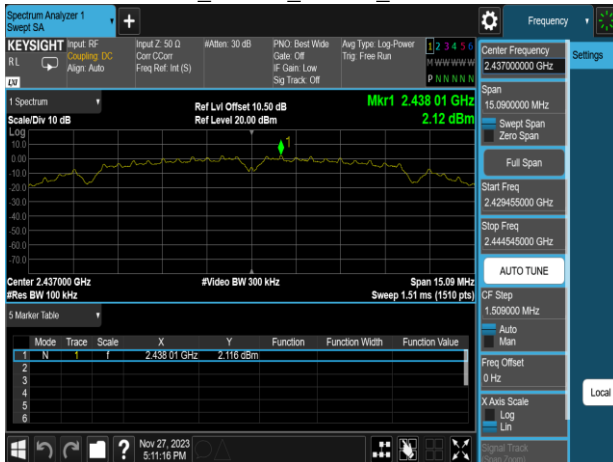 Spectrum Analyzer 1
Swept SA
+
Frequency
KEYSIGHT
RL
LXI
Input: RF
Coupling: DC
Align: Auto
Input Z: 50 Ω
Corr CCorr
Freq Ref: Int (S)
#Atten: 30 dB
PNO: Best Wide
Gate: Off
IF Gain: Low
Sig Track: Off
Avg Type: Log-Power
Trig: Free Run
1 2 3 4 5 6
M W W W W W
P N N N N N
1 Spectrum
Scale/Div 10 dB
Ref Lvl Offset 10.50 dB
Ref Level 20.00 dBm
Mkr1 2.438 01 GHz
2.12 dBm
Log
10.0
0.00
-10.0
-20.0
-30.0
-40.0
-50.0
-60.0
-70.0
1
Center 2.437000 GHz
#Res BW 100 kHz
#Video BW 300 kHz
Span 15.09 MHz
Sweep 1.51 ms (1510 pts)
5 Marker Table
Mode Trace Scale X Y Function Function Width Function Value
1 N 1 f 2.438 01 GHz 2.116 dBm
2
3
4
5
6
Nov 27, 2023
5:11:16 PM
?
Center Frequency
2.437000000 GHz
Settings
Span
15.0900000 MHz
Swept Span
Zero Span
Full Span
Start Freq
2.429455000 GHz
Stop Freq
2.444545000 GHz
AUTO TUNE
CF Step
1.509000 MHz
Auto
Man
Freq Offset
0 Hz
Local
X Axis Scale
Log
Lin
Signal Track
(Span Zoom)